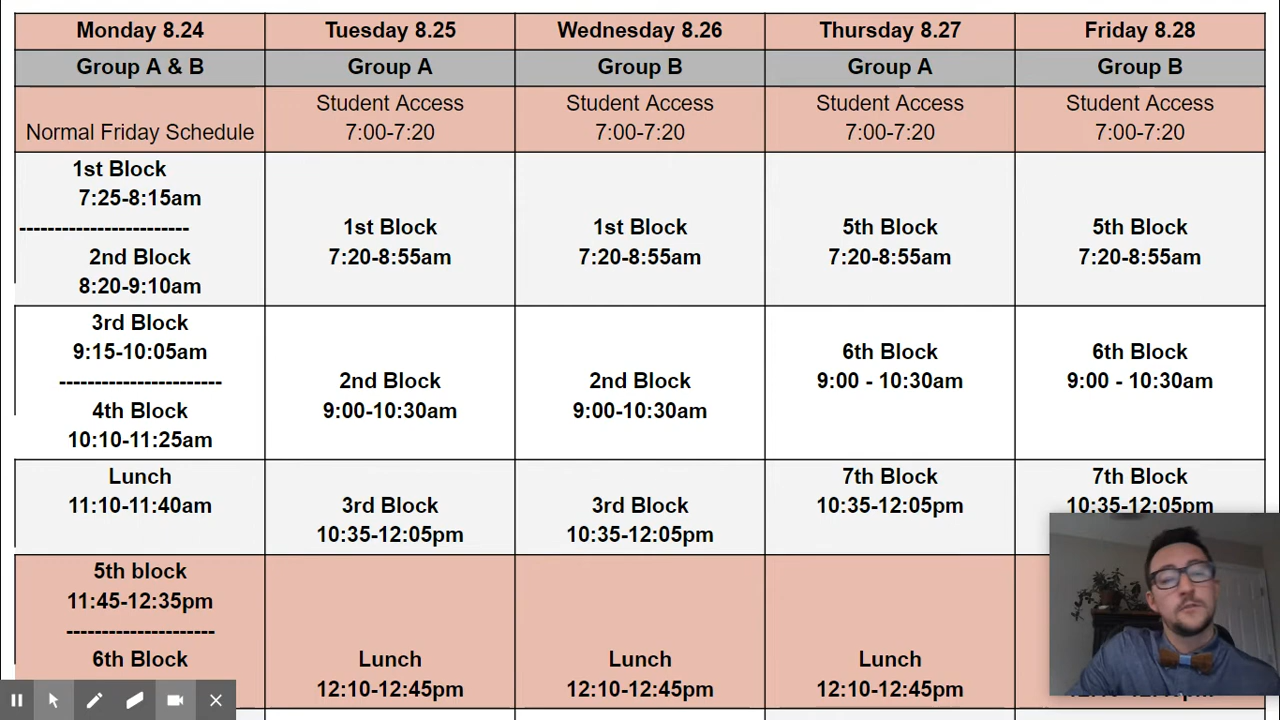 Monday 8.24
Tuesday 8.25
Wednesday 8.26
Thursday 8.27
Friday 8.28
Group A & B
Group A
Group B
Group A
Group B
Normal Friday Schedule
Student Access
7:00-7:20
Student Access
7:00-7:20
Student Access
7:00-7:20
Student Access
7:00-7:20
1st Block
7:25-8:15am
------------------------
2nd Block
8:20-9:10am
1st Block
7:20-8:55am
1st Block
7:20-8:55am
5th Block
7:20-8:55am
5th Block
7:20-8:55am
3rd Block
9:15-10:05am
-----------------------
4th Block
10:10-11:25am
2nd Block
9:00-10:30am
2nd Block
9:00-10:30am
6th Block
9:00 - 10:30am
6th Block
9:00 - 10:30am
Lunch
11:10-11:40am
3rd Block
10:35-12:05pm
3rd Block
10:35-12:05pm
7th Block
10:35-12:05pm
7th Block
10:35-12:05pm
5th block
11:45-12:35pm
---------------------
6th Block
Lunch
12:10-12:45pm
Lunch
12:10-12:45pm
Lunch
12:10-12:45pm